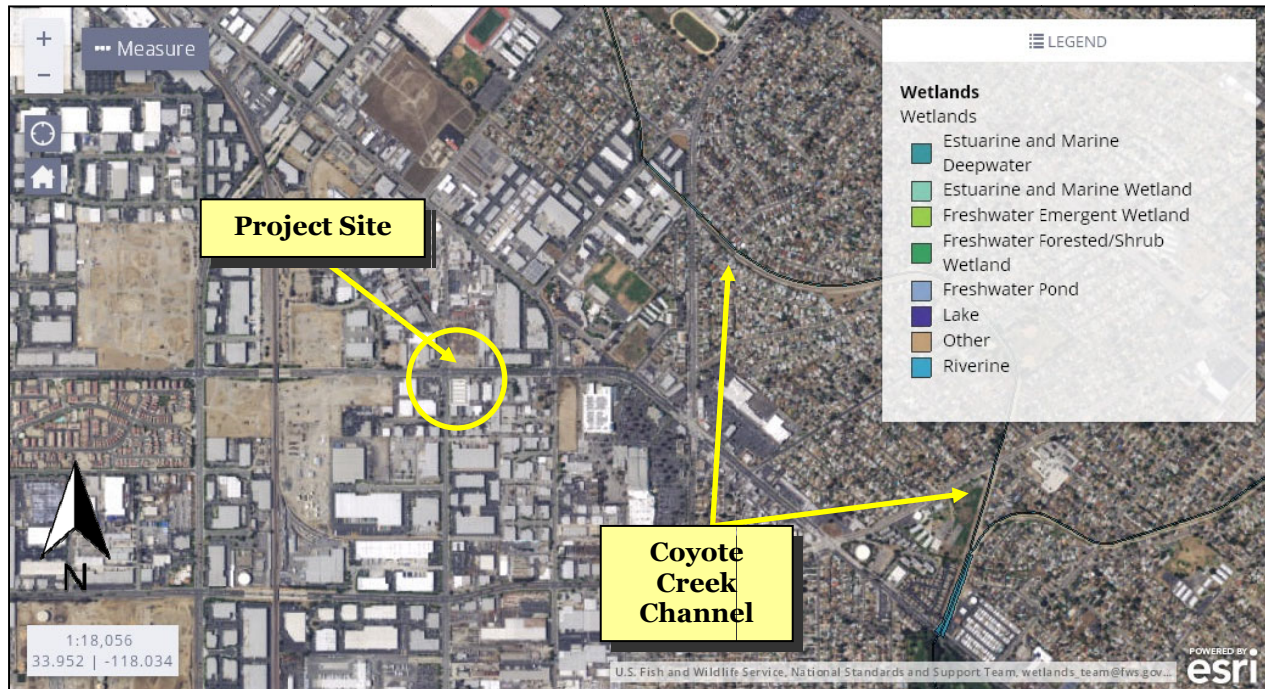 +
Measure
−
LEGEND
Wetlands
Wetlands
Estuarine and Marine
Deepwater
Estuarine and Marine Wetland
Freshwater Emergent Wetland
Freshwater Forested/Shrub
Wetland
Freshwater Pond
Lake
Other
Riverine
Project Site
Coyote
Creek
Channel
N
1:18,056
33.952 | -118.034
U.S. Fish and Wildlife Service, National Standards and Support Team, wetlands_team@fws.gov...
POWERED BY
esri